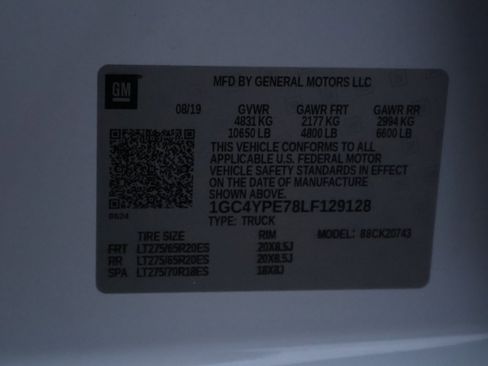 GM
MFD BY GENERAL MOTORS LLC
08/19 GVWR GAWR FRT GAWR RR
4831 KG 2177 KG 2994 KG
10650 LB 4800 LB 6600 LB
THIS VEHICLE CONFORMS TO ALL
APPLICABLE U.S. FEDERAL MOTOR
VEHICLE SAFETY STANDARDS IN EFFECT
ON THE DATE OF MANUFACTURE
SHOWN ABOVE.
1GC4YPE78LF129128
TYPE: TRUCK
TIRE SIZE RIM MODEL:
FRT LT275/65R20ES 20X8.5J
RR LT275/65R20ES 20X8.5J
SPA LT275/70R18ES 18X8J